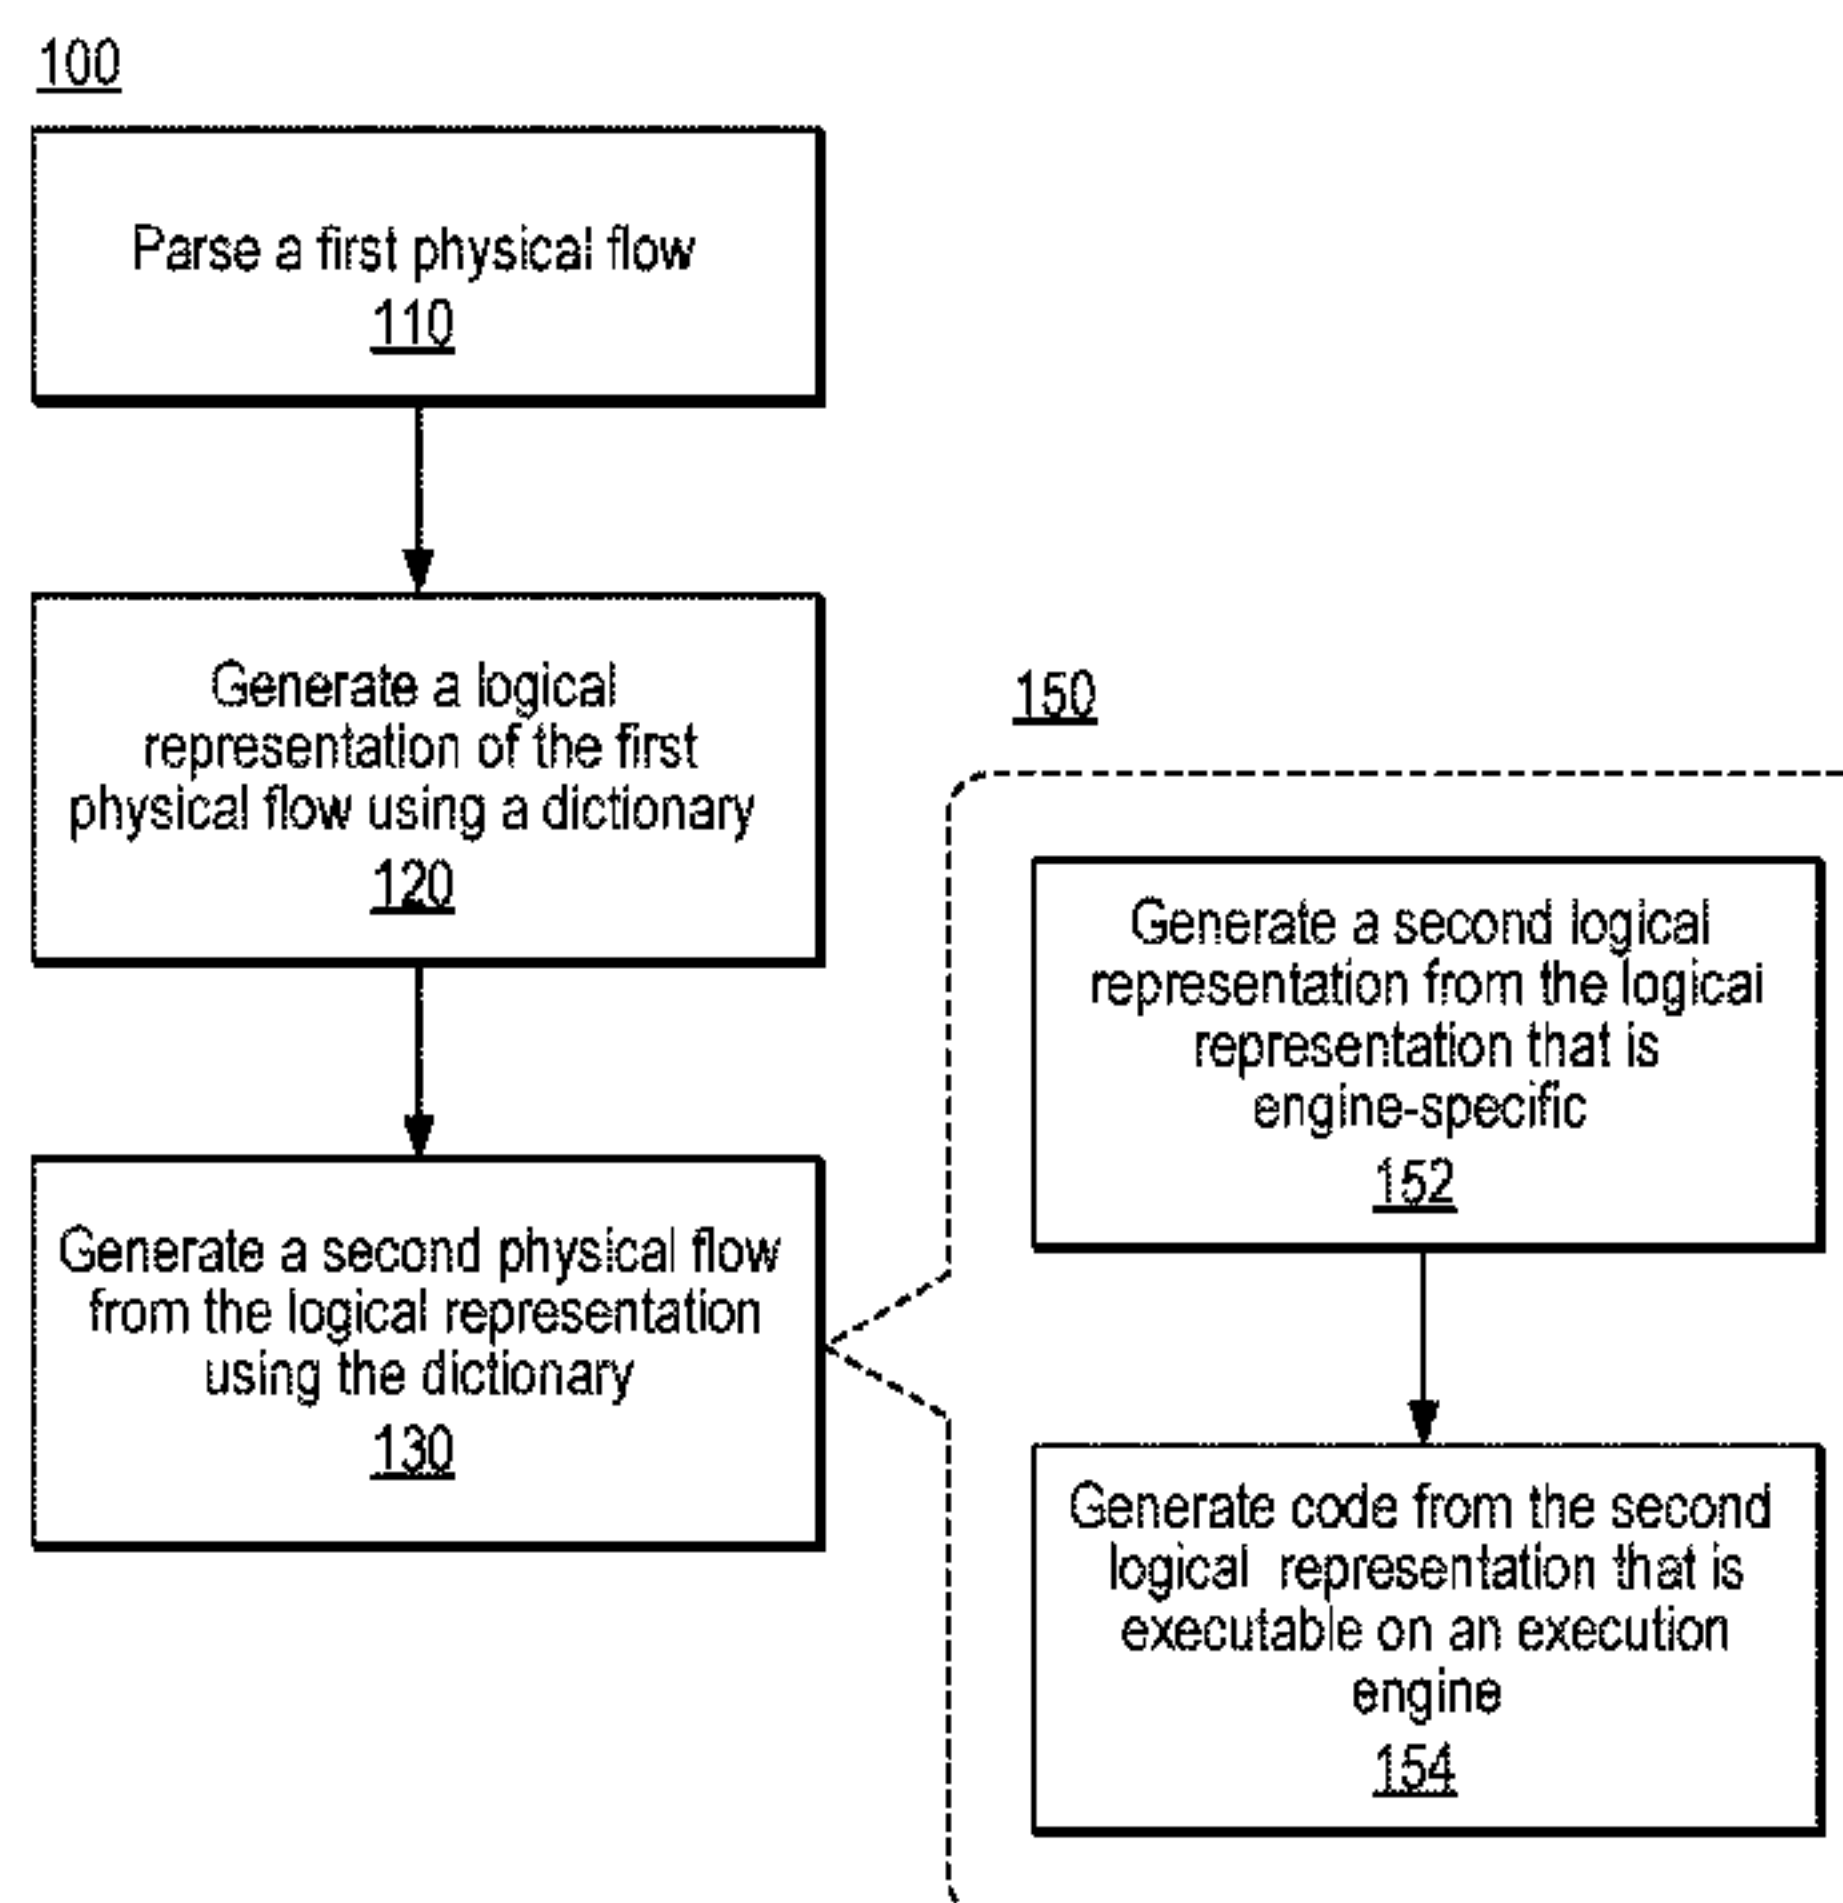 100
Parse a first physical flow
110
Generate a logical
representation of the first
physical flow using a dictionary
120
Generate a second physical flow
from the logical representation
using the dictionary
130
150
Generate a second logical
representation from the logical
representation that is
engine-specific
152
Generate code from the second
logical representation that is
executable on an execution
engine
154